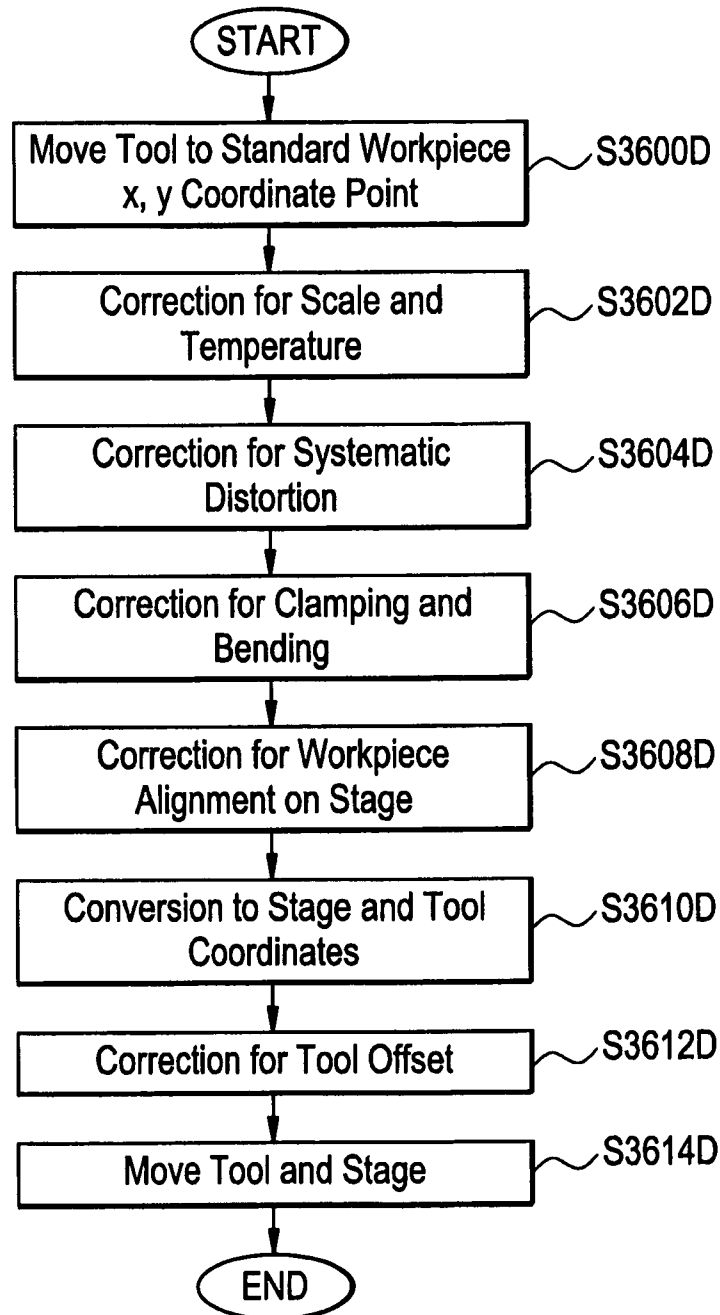 START
Move Tool to Standard Workpiece
x, y Coordinate Point
S3600D
Correction for Scale and
Temperature
S3602D
Correction for Systematic
Distortion
S3604D
Correction for Clamping and
Bending
S3606D
Correction for Workpiece
Alignment on Stage
S3608D
Conversion to Stage and Tool
Coordinates
S3610D
Correction for Tool Offset
S3612D
Move Tool and Stage
S3614D
END